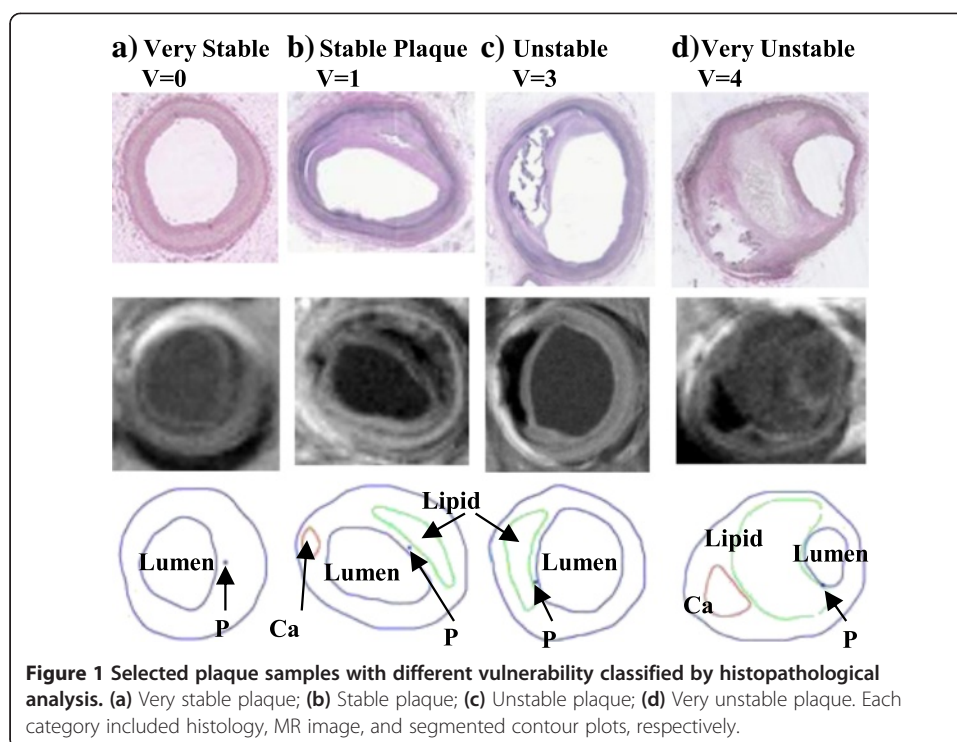 a) Very Stable
V=0
b) Stable Plaque
V=1
c) Unstable
V=3
d) Very Unstable
V=4
Lumen
P
Ca
Lumen
Lipid
P
Lumen
P
Lipid
Ca
Lumen
P
Figure 1 Selected plaque samples with different vulnerability classified by histopathological
analysis. (a) Very stable plaque; (b) Stable plaque; (c) Unstable plaque; (d) Very unstable plaque. Each
category included histology, MR image, and segmented contour plots, respectively.